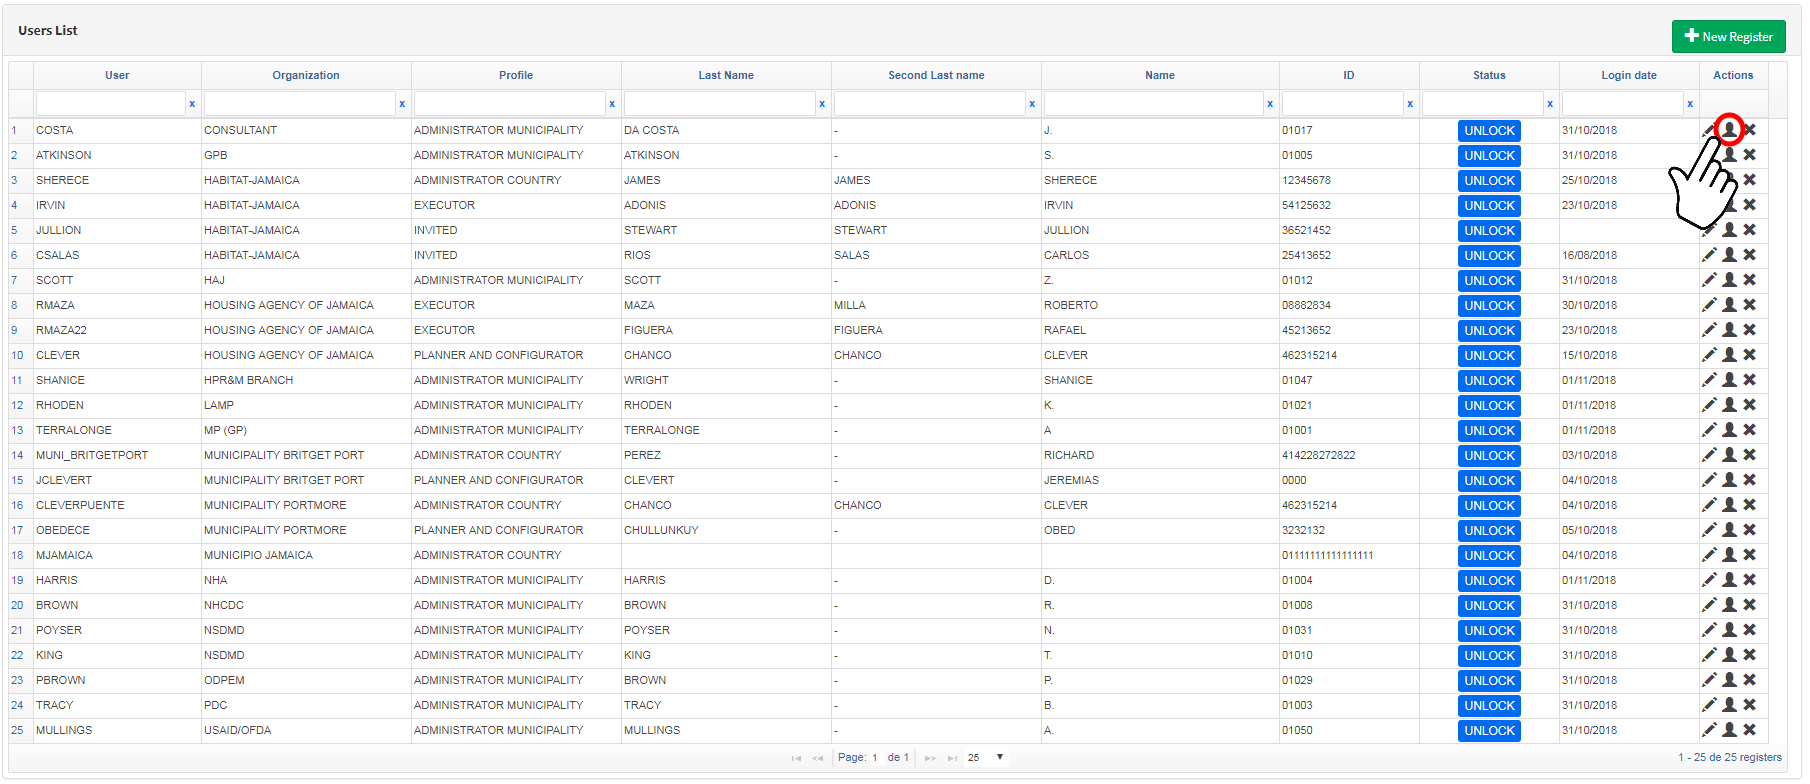 Users List
New Register
User Organization Profile Last Name Second Last name Name ID Status Login date Actions
x x x x x x x x x
1 COSTA CONSULTANT ADMINISTRATOR MUNICIPALITY DA COSTA - J. 01017 UNLOCK 31/10/2018
2 ATKINSON GPB ADMINISTRATOR MUNICIPALITY ATKINSON - S. 01005 UNLOCK 31/10/2018
3 SHERECE HABITAT-JAMAICA ADMINISTRATOR COUNTRY JAMES JAMES SHERECE 12345678 UNLOCK 25/10/2018
4 IRVIN HABITAT-JAMAICA EXECUTOR ADONIS ADONIS IRVIN 54125632 UNLOCK 23/10/2018
5 JULLION HABITAT-JAMAICA INVITED STEWART STEWART JULLION 36521452 UNLOCK
6 CSALAS HABITAT-JAMAICA INVITED RIOS SALAS CARLOS 25413652 UNLOCK 16/08/2018
7 SCOTT HAJ ADMINISTRATOR MUNICIPALITY SCOTT - Z. 01012 UNLOCK 31/10/2018
8 RMAZA HOUSING AGENCY OF JAMAICA EXECUTOR MAZA MILLA ROBERTO 08882834 UNLOCK 30/10/2018
9 RMAZA22 HOUSING AGENCY OF JAMAICA EXECUTOR FIGUERA FIGUERA RAFAEL 45213652 UNLOCK 23/10/2018
10 CLEVER HOUSING AGENCY OF JAMAICA PLANNER AND CONFIGURATOR CHANCO CHANCO CLEVER 462315214 UNLOCK 15/10/2018
11 SHANICE HPR&M BRANCH ADMINISTRATOR MUNICIPALITY WRIGHT - SHANICE 01047 UNLOCK 01/11/2018
12 RHODEN LAMP ADMINISTRATOR MUNICIPALITY RHODEN - K. 01021 UNLOCK 01/11/2018
13 TERRALONGE MP (GP) ADMINISTRATOR MUNICIPALITY TERRALONGE - A 01001 UNLOCK 01/11/2018
14 MUNI_BRITGETPORT MUNICIPALITY BRITGET PORT ADMINISTRATOR COUNTRY PEREZ - RICHARD 414228272822 UNLOCK 03/10/2018
15 JCLEVERT MUNICIPALITY BRITGET PORT PLANNER AND CONFIGURATOR CLEVERT - JEREMIAS 0000 UNLOCK 04/10/2018
16 CLEVERPUENTE MUNICIPALITY PORTMORE ADMINISTRATOR COUNTRY CHANCO CHANCO CLEVER 462315214 UNLOCK 04/10/2018
17 OBEDECE MUNICIPALITY PORTMORE PLANNER AND CONFIGURATOR CHULLUNKUY - OBED 3232132 UNLOCK 05/10/2018
18 MJAMAICA MUNICIPIO JAMAICA ADMINISTRATOR COUNTRY UNLOCK 04/10/2018
19 HARRIS NHA ADMINISTRATOR MUNICIPALITY HARRIS - D. 01004 UNLOCK 01/11/2018
20 BROWN NHCDC ADMINISTRATOR MUNICIPALITY BROWN - R. 01008 UNLOCK 31/10/2018
21 POYSER NSDMD ADMINISTRATOR MUNICIPALITY POYSER - N. 01031 UNLOCK 31/10/2018
22 KING NSDMD ADMINISTRATOR MUNICIPALITY KING - T. 01010 UNLOCK 31/10/2018
23 PBROWN ODPEM ADMINISTRATOR MUNICIPALITY BROWN - P. 01029 UNLOCK 31/10/2018
24 TRACY PDC ADMINISTRATOR MUNICIPALITY TRACY - B. 01003 UNLOCK 31/10/2018
25 MULLINGS USAID/OFDA ADMINISTRATOR MUNICIPALITY MULLINGS - A. 01050 UNLOCK 31/10/2018
Page: 1 de 1 25 1 - 25 de 25 registers